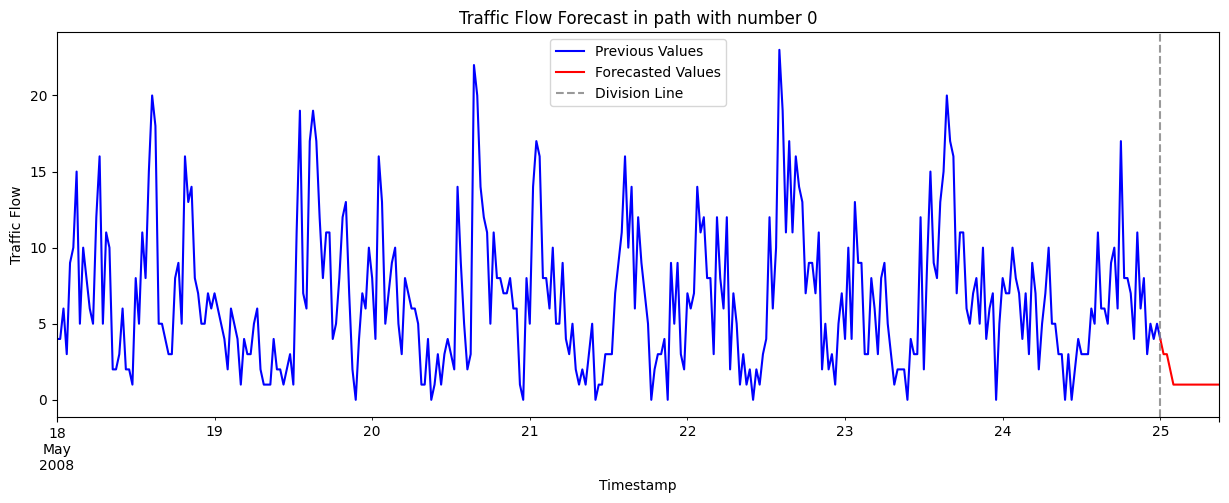 Traffic Flow Forecast in path with number 0
Previous Values
Forecasted Values
Division Line
Traffic Flow
20
15
10
5
0
18
May
2008
19
20
21
22
23
24
25
Timestamp